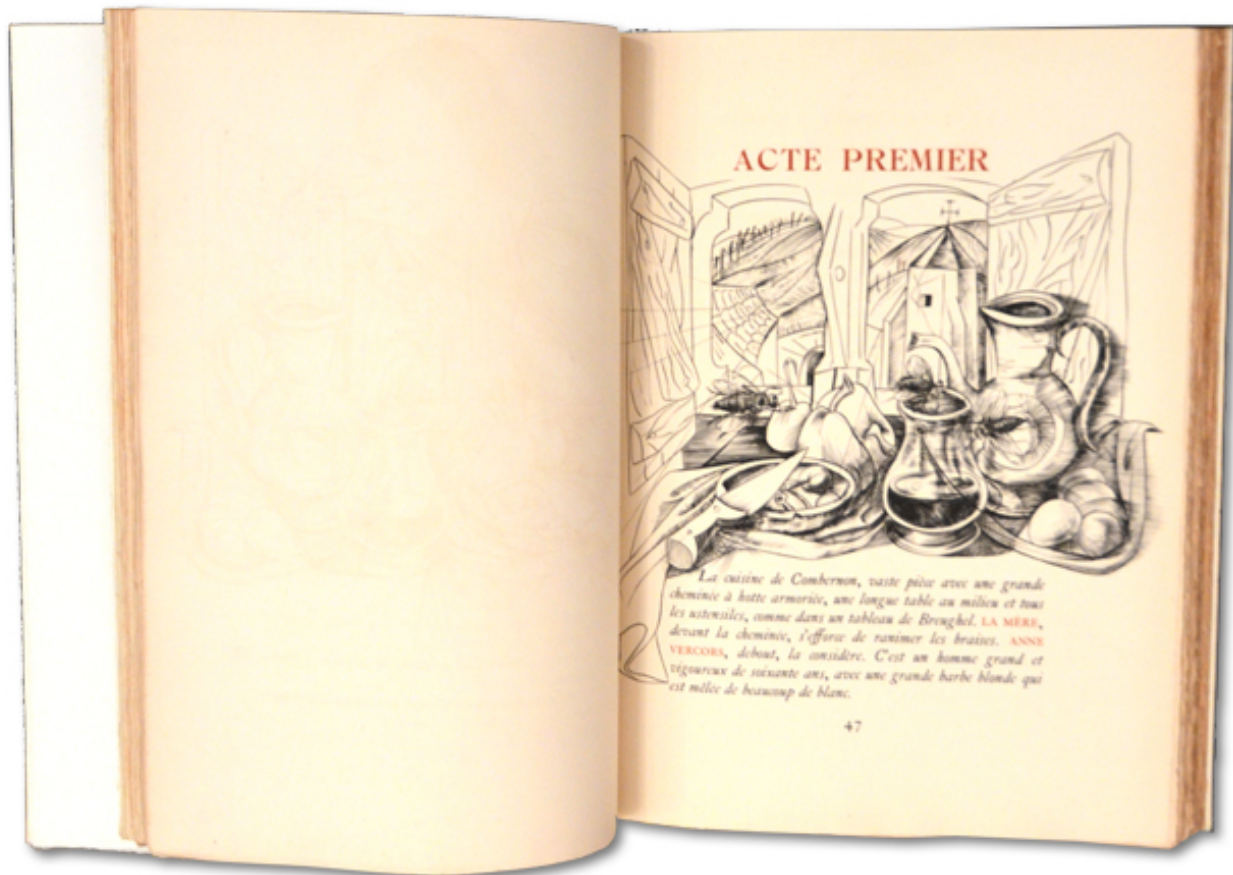 ACTE PREMIER
La cuisine de Combernon, vaste pièce avec une grande
cheminée à hotte armoriée, une longue table au milieu et tous
les ustensiles, comme dans un tableau de Breughel. LA MÈRE,
devant la cheminée, s'efforce de ranimer les braises. ANNE
VERCORS, debout, la considère. C'est un homme grand et
vigoureux de soixante ans, avec une grande barbe blonde qui
est mêlée de beaucoup de blanc.
47